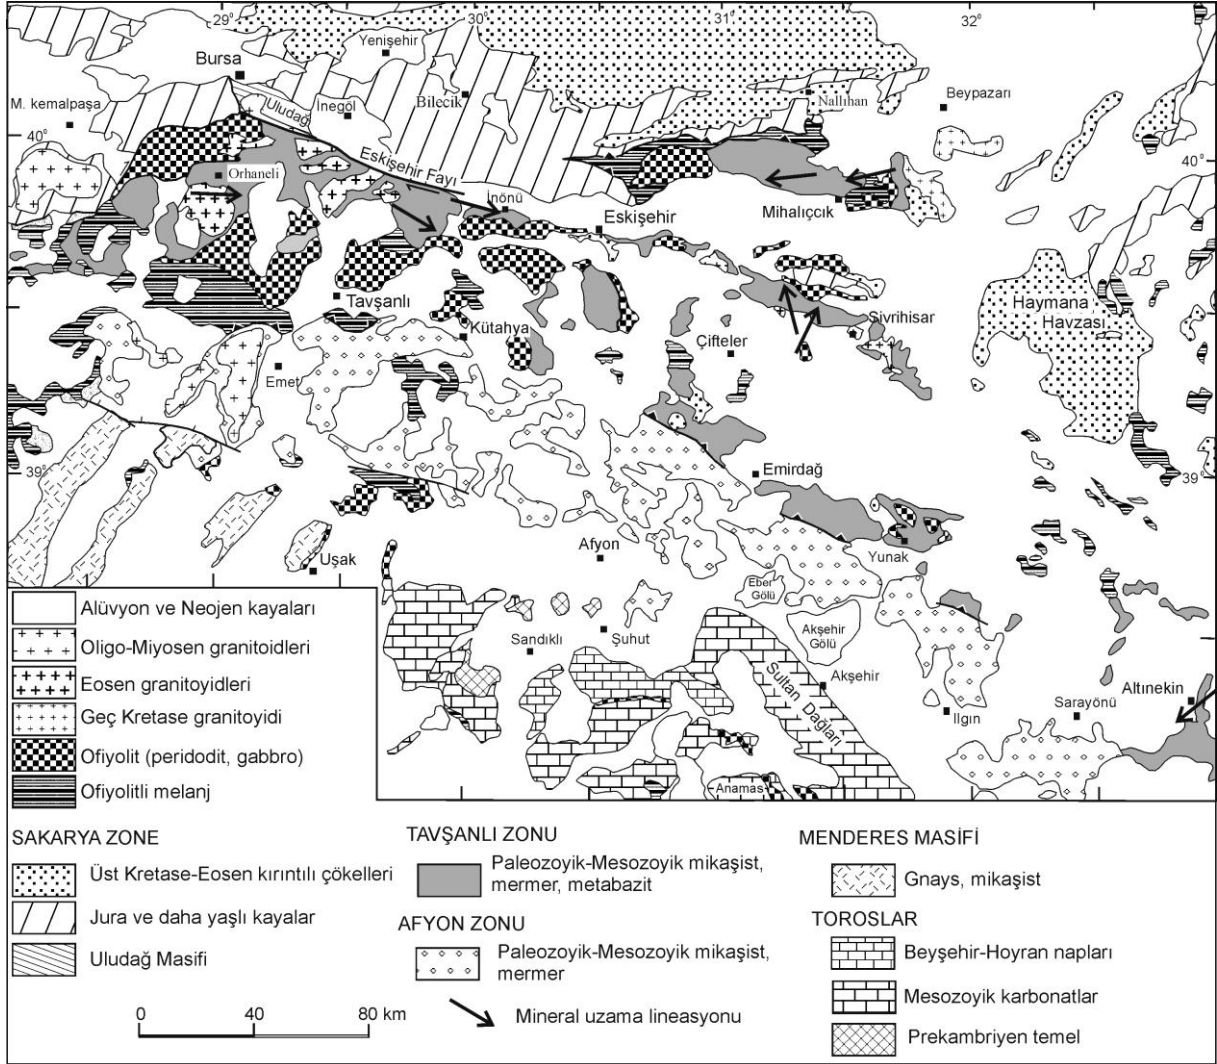 29°
30°
31°
32°
Yenişehir
Bursa
M. kemalpaşa
Uludağ
İnegöl
Bilecik
Nallıhan
Beypazarı
40°
40°
Orhaneli
Eskişehir Fayı
İnönü
Eskişehir
Mihalıçcık
Tavşanlı
Kütahya
Sivrihisar
Çifteler
Haymana
Havzası
Emet
39°
39°
Emirdağ
Uşak
Afyon
Yunak
Eber
Gölü
Sandıklı
Şuhut
Akşehir
Gölü
Akşehir
Sultan Dağları
Altınekin
Ilgın
Sarayönü
Anamas
Alüvyon ve Neojen kayaları
Oligo-Miyosen granitoidleri
Eosen granitoyidleri
Geç Kretase granitoyidi
Ofiyolit (peridodit, gabbro)
Ofiyolitli melanj
SAKARYA ZONE
Üst Kretase-Eosen kırıntılı çökelleri
Jura ve daha yaşlı kayalar
Uludağ Masifi
0 40 80 km
TAVŞANLI ZONU
Paleozoyik-Mesozoyik mikaşist,
mermer, metabazit
AFYON ZONU
Paleozoyik-Mesozoyik mikaşist,
mermer
Mineral uzama lineasyonu
MENDERES MASİFİ
Gnays, mikaşist
TOROSLAR
Beyşehir-Hoyran napları
Mesozoyik karbonatlar
Prekambriyen temel